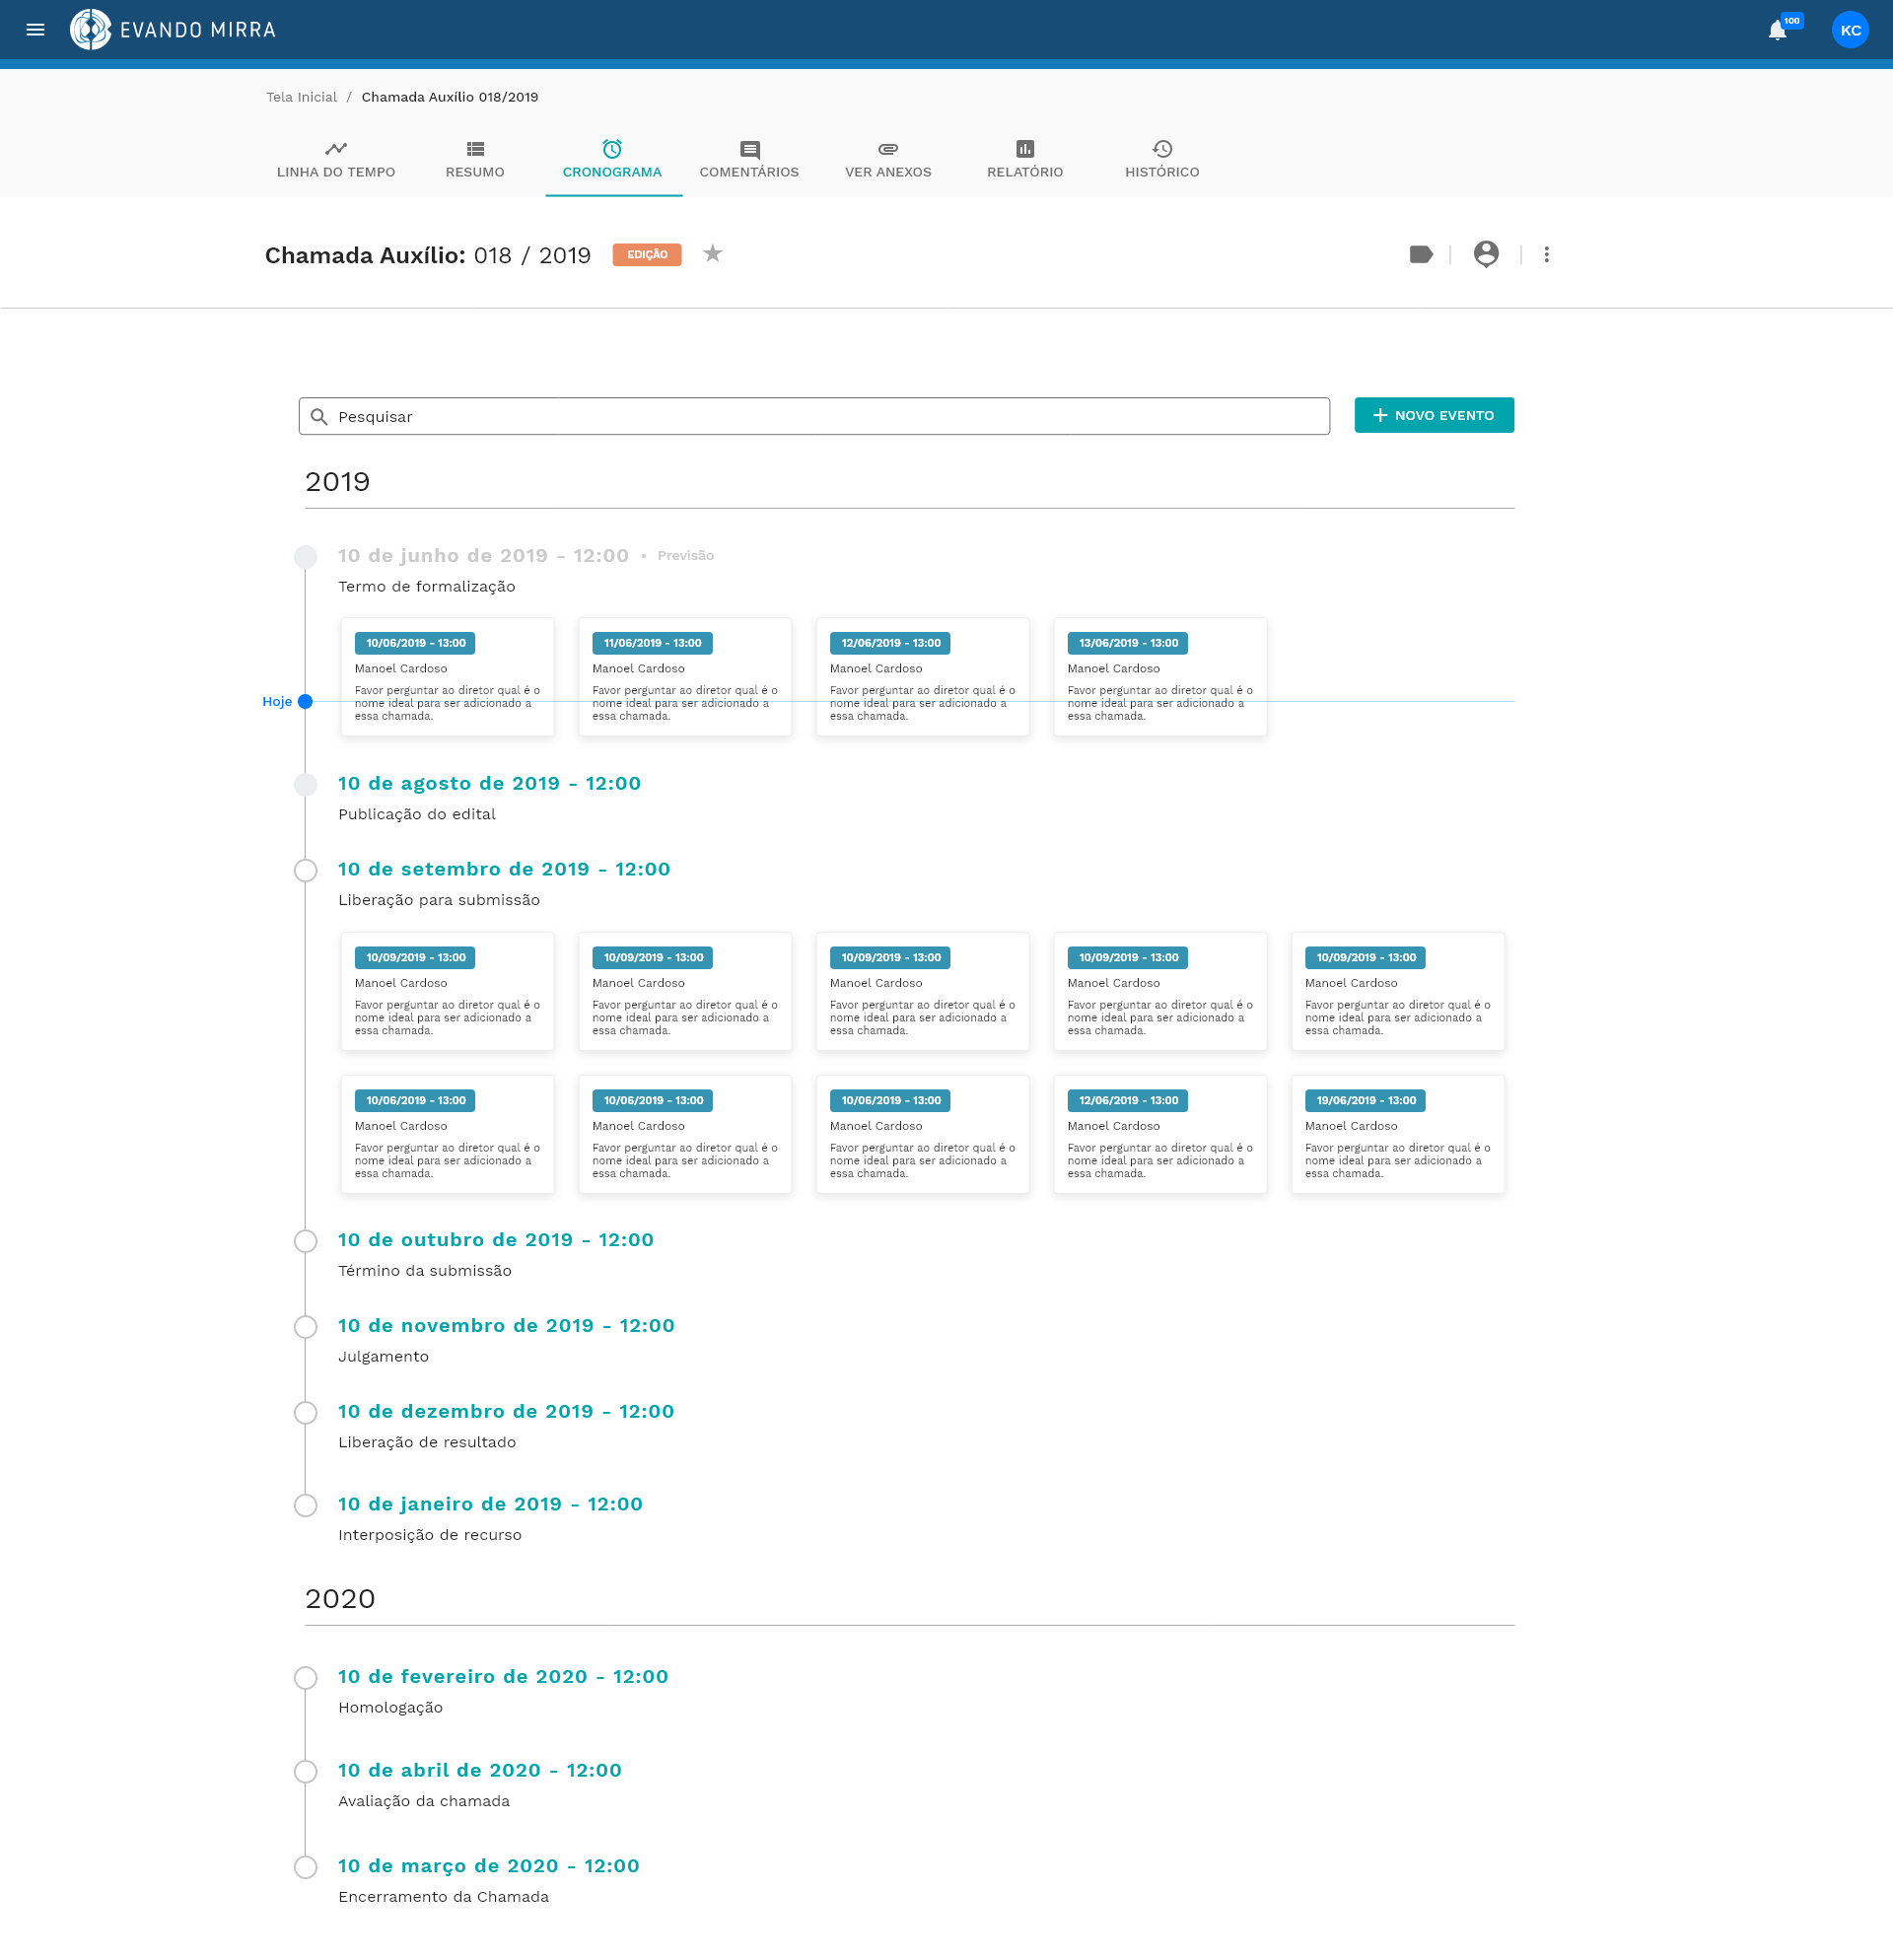 EVANDO MIRRA
100
KC
Tela Inicial / Chamada Auxílio 018/2019
LINHA DO TEMPO
RESUMO
CRONOGRAMA
COMENTÁRIOS
VER ANEXOS
RELATÓRIO
HISTÓRICO
Chamada Auxílio: 018 / 2019
EDIÇÃO
Pesquisar
NOVO EVENTO
2019
10 de junho de 2019 - 12:00 • Previsão
Termo de formalização
10/06/2019 - 13:00
Manoel Cardoso
Favor perguntar ao diretor qual é o
nome ideal para ser adicionado a
essa chamada.
11/06/2019 - 13:00
Manoel Cardoso
Favor perguntar ao diretor qual é o
nome ideal para ser adicionado a
essa chamada.
12/06/2019 - 13:00
Manoel Cardoso
Favor perguntar ao diretor qual é o
nome ideal para ser adicionado a
essa chamada.
13/06/2019 - 13:00
Manoel Cardoso
Favor perguntar ao diretor qual é o
nome ideal para ser adicionado a
essa chamada.
Hoje
10 de agosto de 2019 - 12:00
Publicação do edital
10 de setembro de 2019 - 12:00
Liberação para submissão
10/09/2019 - 13:00
Manoel Cardoso
Favor perguntar ao diretor qual é o
nome ideal para ser adicionado a
essa chamada.
10/09/2019 - 13:00
Manoel Cardoso
Favor perguntar ao diretor qual é o
nome ideal para ser adicionado a
essa chamada.
10/09/2019 - 13:00
Manoel Cardoso
Favor perguntar ao diretor qual é o
nome ideal para ser adicionado a
essa chamada.
10/09/2019 - 13:00
Manoel Cardoso
Favor perguntar ao diretor qual é o
nome ideal para ser adicionado a
essa chamada.
10/09/2019 - 13:00
Manoel Cardoso
Favor perguntar ao diretor qual é o
nome ideal para ser adicionado a
essa chamada.
10/06/2019 - 13:00
Manoel Cardoso
Favor perguntar ao diretor qual é o
nome ideal para ser adicionado a
essa chamada.
10/06/2019 - 13:00
Manoel Cardoso
Favor perguntar ao diretor qual é o
nome ideal para ser adicionado a
essa chamada.
10/06/2019 - 13:00
Manoel Cardoso
Favor perguntar ao diretor qual é o
nome ideal para ser adicionado a
essa chamada.
12/06/2019 - 13:00
Manoel Cardoso
Favor perguntar ao diretor qual é o
nome ideal para ser adicionado a
essa chamada.
19/06/2019 - 13:00
Manoel Cardoso
Favor perguntar ao diretor qual é o
nome ideal para ser adicionado a
essa chamada.
10 de outubro de 2019 - 12:00
Término da submissão
10 de novembro de 2019 - 12:00
Julgamento
10 de dezembro de 2019 - 12:00
Liberação de resultado
10 de janeiro de 2019 - 12:00
Interposição de recurso
2020
10 de fevereiro de 2020 - 12:00
Homologação
10 de abril de 2020 - 12:00
Avaliação da chamada
10 de março de 2020 - 12:00
Encerramento da Chamada